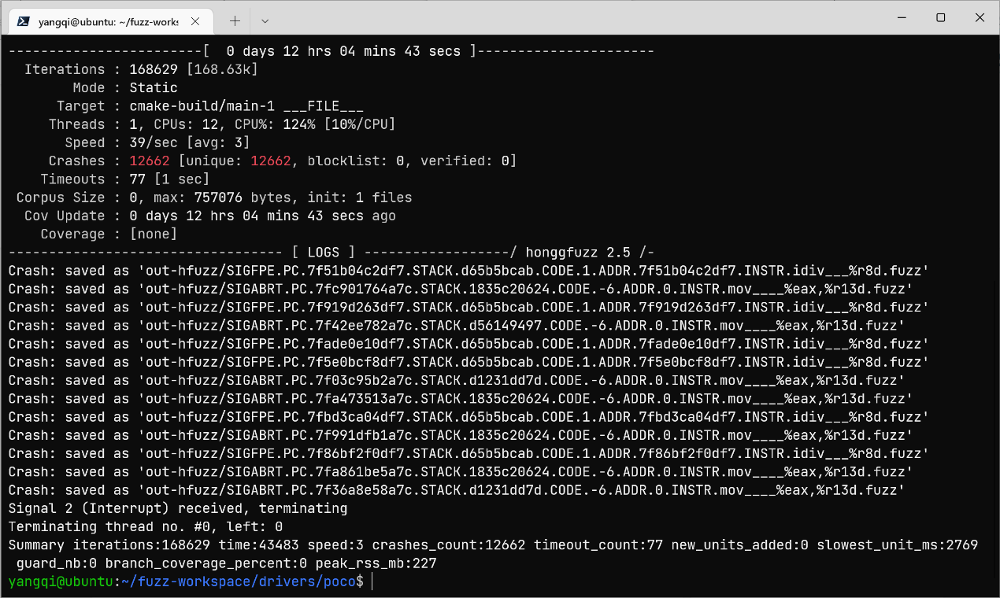 yangqi@ubuntu: ~/fuzz-works
------------------------[  0 days 12 hrs 04 mins 43 secs ]----------------------
  Iterations : 168629 [168.63k]
        Mode : Static
      Target : cmake-build/main-1 ___FILE___
     Threads : 1, CPUs: 12, CPU%: 124% [10%/CPU]
       Speed : 39/sec [avg: 3]
     Crashes : 12662 [unique: 12662, blocklist: 0, verified: 0]
    Timeouts : 77 [1 sec]
 Corpus Size : 0, max: 757076 bytes, init: 1 files
  Cov Update : 0 days 12 hrs 04 mins 43 secs ago
    Coverage : [none]
---------------------------------- [ LOGS ] ------------------/ honggfuzz 2.5 /-
Crash: saved as 'out-hfuzz/SIGFPE.PC.7f51b04c2df7.STACK.d65b5bcab.CODE.1.ADDR.7f51b04c2df7.INSTR.idiv___%r8d.fuzz'
Crash: saved as 'out-hfuzz/SIGABRT.PC.7fc901764a7c.STACK.1835c20624.CODE.-6.ADDR.0.INSTR.mov____%eax,%r13d.fuzz'
Crash: saved as 'out-hfuzz/SIGFPE.PC.7f919d263df7.STACK.d65b5bcab.CODE.1.ADDR.7f919d263df7.INSTR.idiv___%r8d.fuzz'
Crash: saved as 'out-hfuzz/SIGABRT.PC.7f42ee782a7c.STACK.d56149497.CODE.-6.ADDR.0.INSTR.mov____%eax,%r13d.fuzz'
Crash: saved as 'out-hfuzz/SIGFPE.PC.7fade0e10df7.STACK.d65b5bcab.CODE.1.ADDR.7fade0e10df7.INSTR.idiv___%r8d.fuzz'
Crash: saved as 'out-hfuzz/SIGFPE.PC.7f5e0bcf8df7.STACK.d65b5bcab.CODE.1.ADDR.7f5e0bcf8df7.INSTR.idiv___%r8d.fuzz'
Crash: saved as 'out-hfuzz/SIGABRT.PC.7f03c95b2a7c.STACK.d1231dd7d.CODE.-6.ADDR.0.INSTR.mov____%eax,%r13d.fuzz'
Crash: saved as 'out-hfuzz/SIGABRT.PC.7fa473513a7c.STACK.1835c20624.CODE.-6.ADDR.0.INSTR.mov____%eax,%r13d.fuzz'
Crash: saved as 'out-hfuzz/SIGFPE.PC.7fbd3ca04df7.STACK.d65b5bcab.CODE.1.ADDR.7fbd3ca04df7.INSTR.idiv___%r8d.fuzz'
Crash: saved as 'out-hfuzz/SIGABRT.PC.7f991dfb1a7c.STACK.1835c20624.CODE.-6.ADDR.0.INSTR.mov____%eax,%r13d.fuzz'
Crash: saved as 'out-hfuzz/SIGFPE.PC.7f86bf2f0df7.STACK.d65b5bcab.CODE.1.ADDR.7f86bf2f0df7.INSTR.idiv___%r8d.fuzz'
Crash: saved as 'out-hfuzz/SIGABRT.PC.7fa861be5a7c.STACK.1835c20624.CODE.-6.ADDR.0.INSTR.mov____%eax,%r13d.fuzz'
Crash: saved as 'out-hfuzz/SIGABRT.PC.7f36a8e58a7c.STACK.d1231dd7d.CODE.-6.ADDR.0.INSTR.mov____%eax,%r13d.fuzz'
Signal 2 (Interrupt) received, terminating
Terminating thread no. #0, left: 0
Summary iterations:168629 time:43483 speed:3 crashes_count:12662 timeout_count:77 new_units_added:0 slowest_unit_ms:2769
 guard_nb:0 branch_coverage_percent:0 peak_rss_mb:227
yangqi@ubuntu:~/fuzz-workspace/drivers/poco$